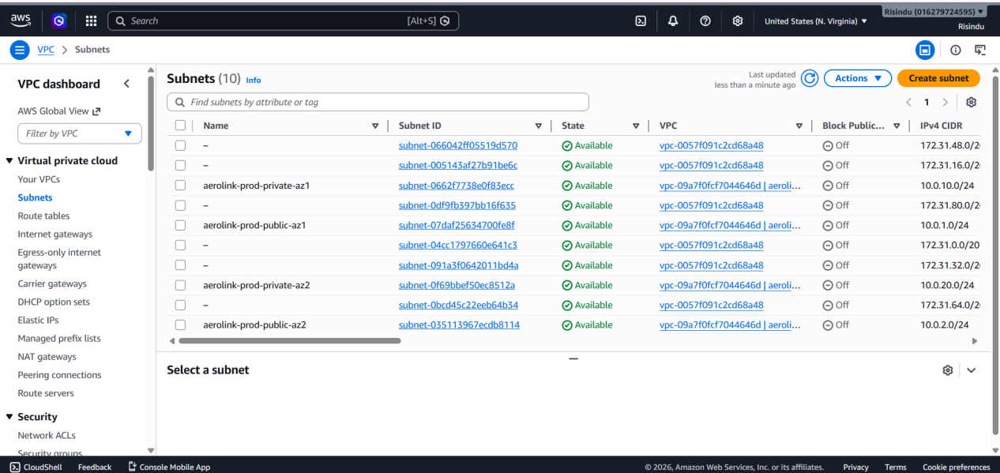 aws
Search [Alt+S]
United States (N. Virginia) ▼
Risindu (016279724595) ▼
Risindu
VPC > Subnets
VPC dashboard
AWS Global View
Filter by VPC
Virtual private cloud
Your VPCs
Subnets
Route tables
Internet gateways
Egress-only internet
gateways
Carrier gateways
DHCP option sets
Elastic IPs
Managed prefix lists
NAT gateways
Peering connections
Route servers
Security
Network ACLs
Security groups
Subnets (10) Info
Last updated
less than a minute ago
Actions ▼
Create subnet
Find subnets by attribute or tag
< 1 >
Name Subnet ID State VPC Block Public... IPv4 CIDR
– subnet-066042ff05519d570 Available vpc-0057f091c2cd68a48 Off 172.31.48.0/2
– subnet-005143af27b91be6c Available vpc-0057f091c2cd68a48 Off 172.31.16.0/2
aerolink-prod-private-az1 subnet-0662f7738e0f83ecc Available vpc-09a7f0fcf7044646d | aeroli... Off 10.0.10.0/24
– subnet-0df9fb397bb16f635 Available vpc-0057f091c2cd68a48 Off 172.31.80.0/2
aerolink-prod-public-az1 subnet-07daf25634700fe8f Available vpc-09a7f0fcf7044646d | aeroli... Off 10.0.1.0/24
– subnet-04cc1797660e641c3 Available vpc-0057f091c2cd68a48 Off 172.31.0.0/20
– subnet-091a3f0642011bd4a Available vpc-0057f091c2cd68a48 Off 172.31.32.0/2
aerolink-prod-private-az2 subnet-0f69bbef50ec8512a Available vpc-09a7f0fcf7044646d | aeroli... Off 10.0.20.0/24
– subnet-0bcd45c22eeb64b34 Available vpc-0057f091c2cd68a48 Off 172.31.64.0/2
aerolink-prod-public-az2 subnet-035113967ecdb8114 Available vpc-09a7f0fcf7044646d | aeroli... Off 10.0.2.0/24
Select a subnet
CloudShell Feedback Console Mobile App © 2026, Amazon Web Services, Inc. or its affiliates. Privacy Terms Cookie preferences